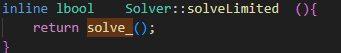 inline lbool    Solver::solveLimited  (){
    return solve_();
}